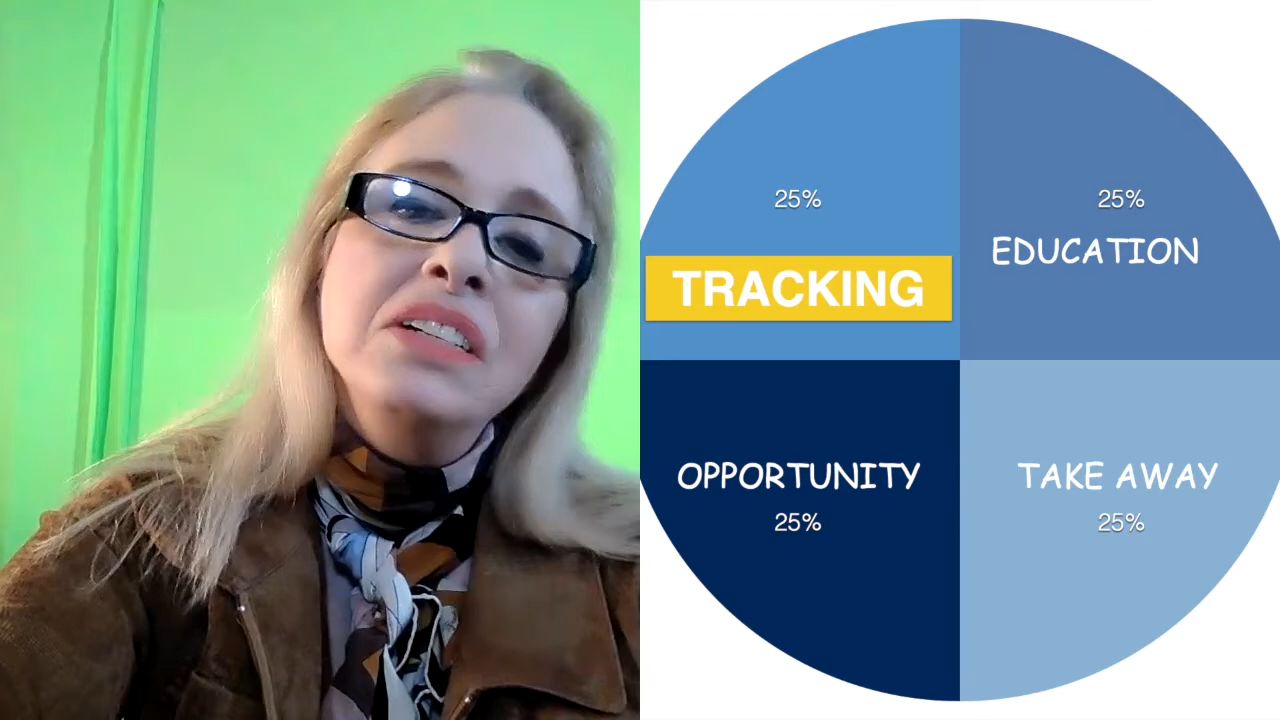 25%
TRACKING
25%
EDUCATION
OPPORTUNITY
25%
TAKE AWAY
25%